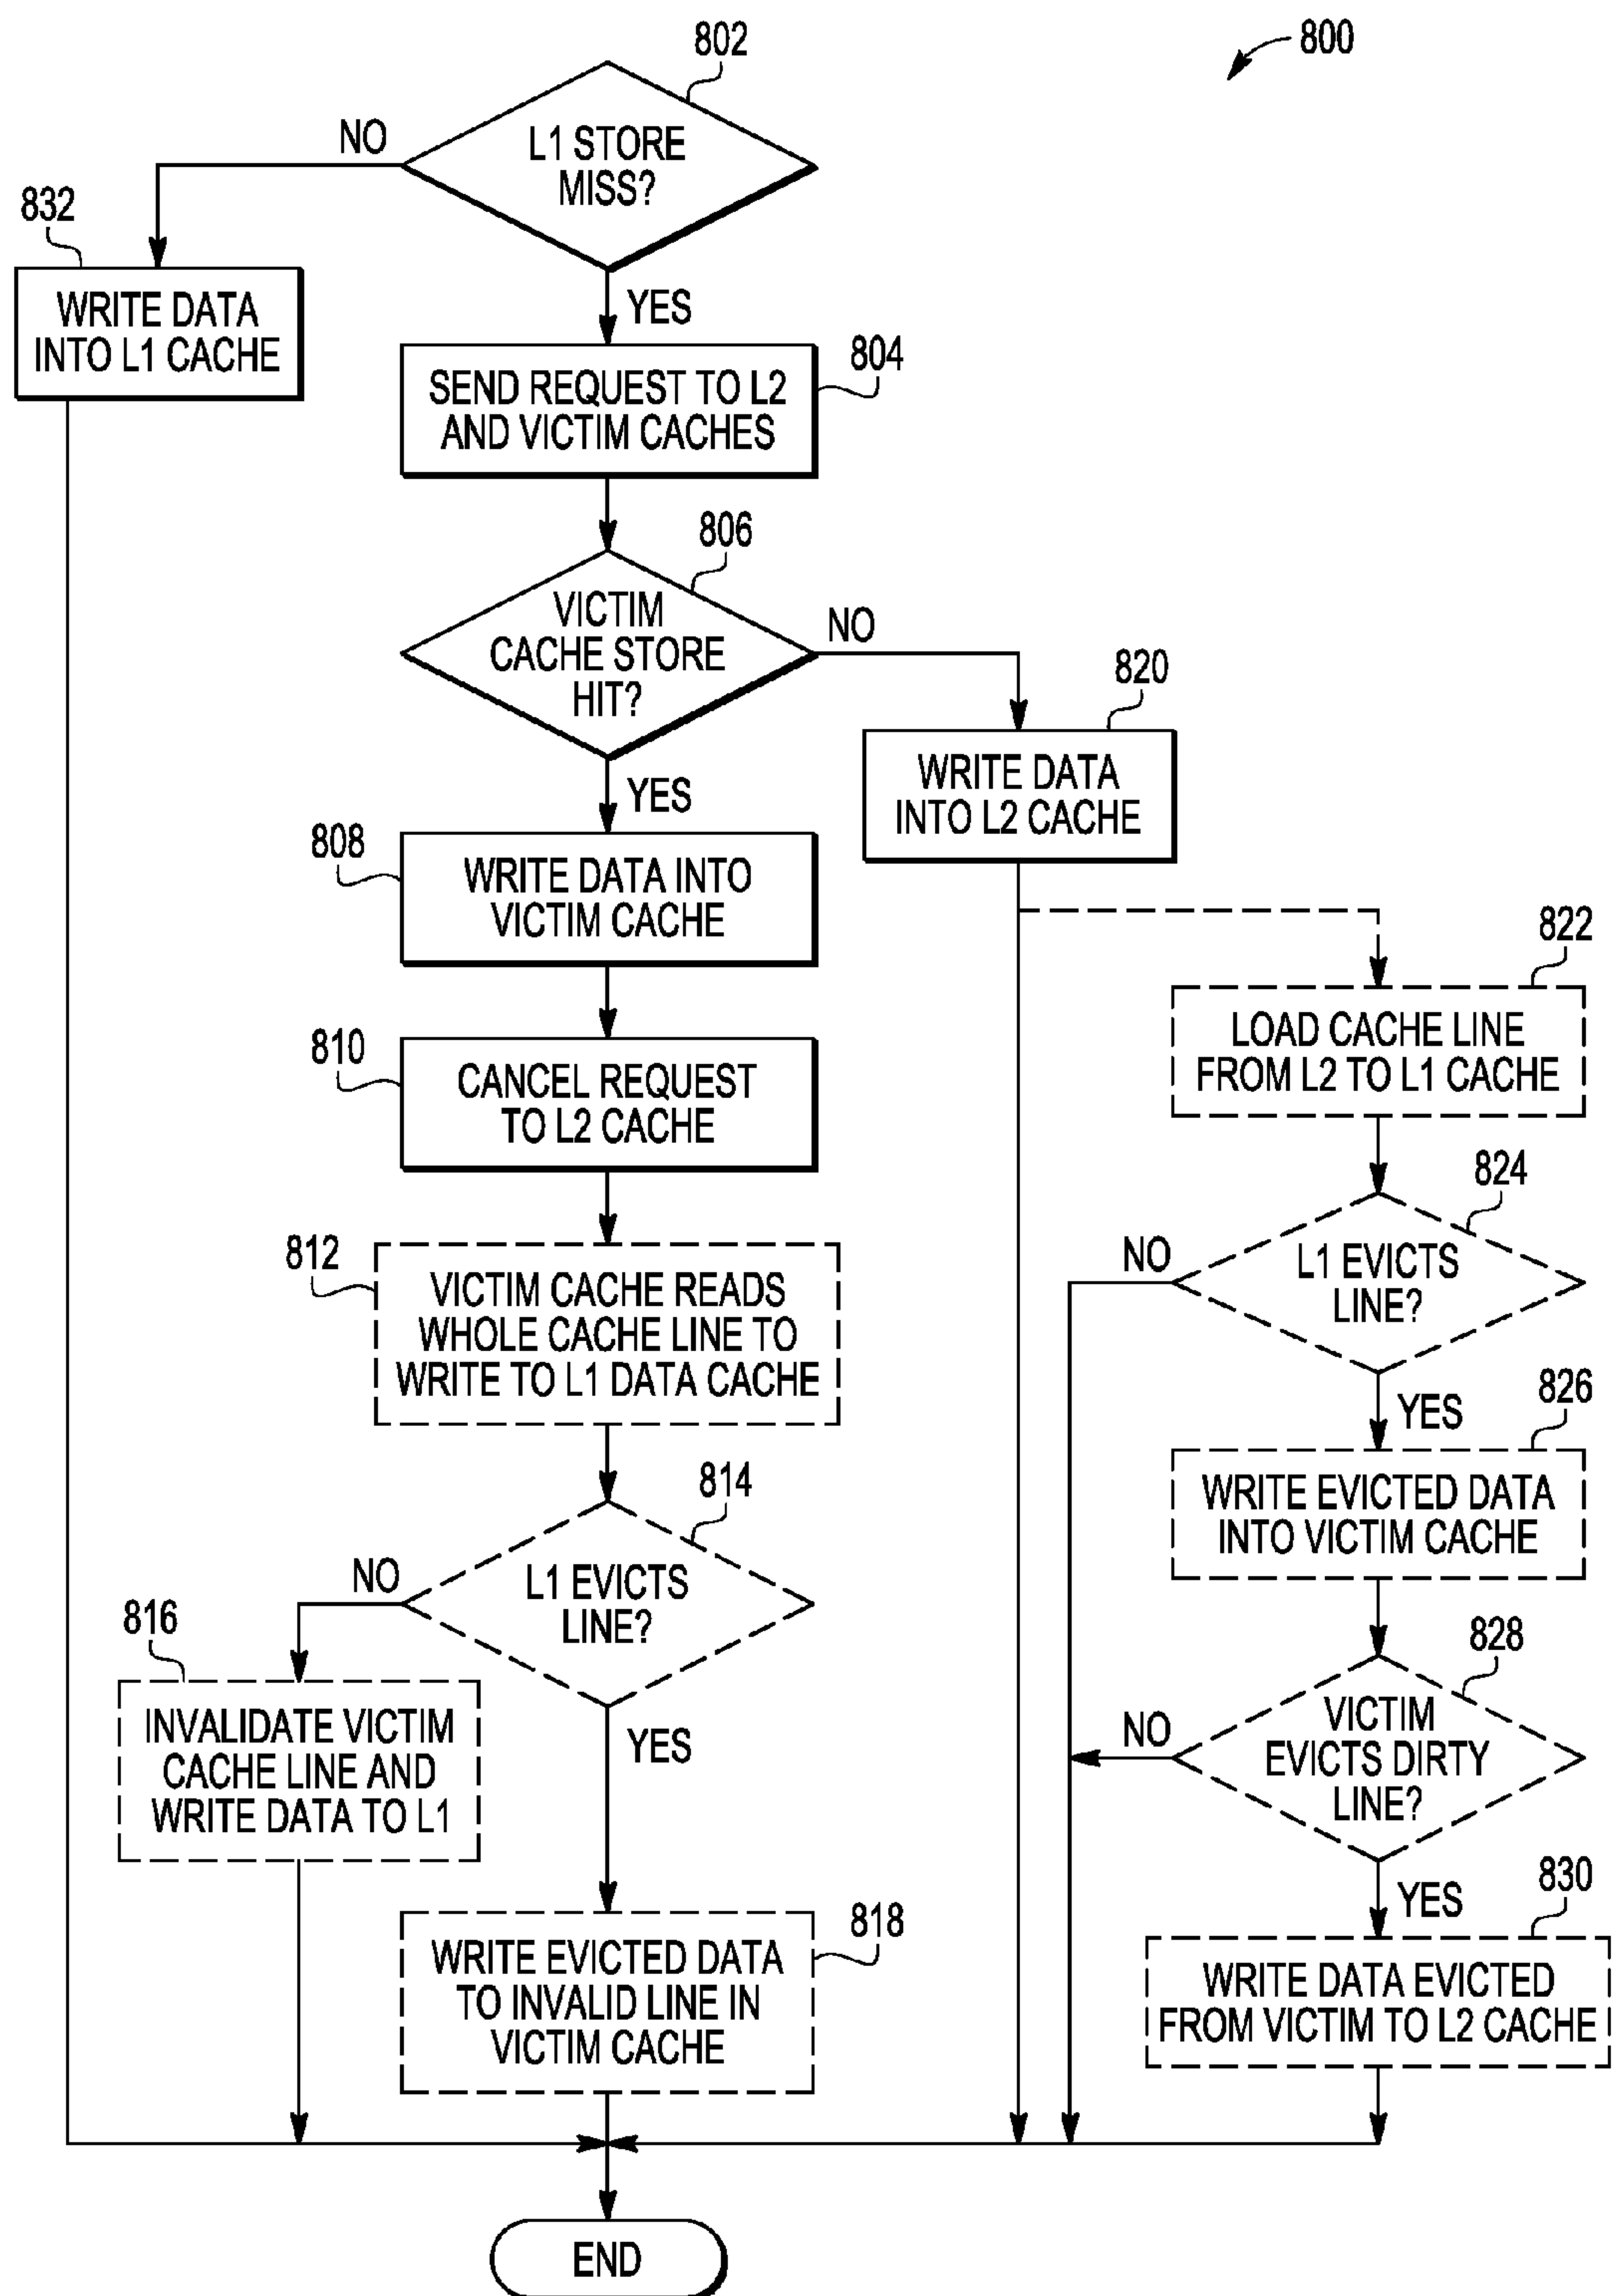 800
802
L1 STORE
MISS?
NO
YES
832
WRITE DATA
INTO L1 CACHE
804
SEND REQUEST TO L2
AND VICTIM CACHES
806
VICTIM
CACHE STORE
HIT?
NO
YES
820
WRITE DATA
INTO L2 CACHE
808
WRITE DATA INTO
VICTIM CACHE
810
CANCEL REQUEST
TO L2 CACHE
812
VICTIM CACHE READS
WHOLE CACHE LINE TO
WRITE TO L1 DATA CACHE
814
L1 EVICTS
LINE?
NO
YES
816
INVALIDATE VICTIM
CACHE LINE AND
WRITE DATA TO L1
818
WRITE EVICTED DATA
TO INVALID LINE IN
VICTIM CACHE
822
LOAD CACHE LINE
FROM L2 TO L1 CACHE
824
L1 EVICTS
LINE?
NO
YES
826
WRITE EVICTED DATA
INTO VICTIM CACHE
828
VICTIM
EVICTS DIRTY
LINE?
NO
YES
830
WRITE DATA EVICTED
FROM VICTIM TO L2 CACHE
END